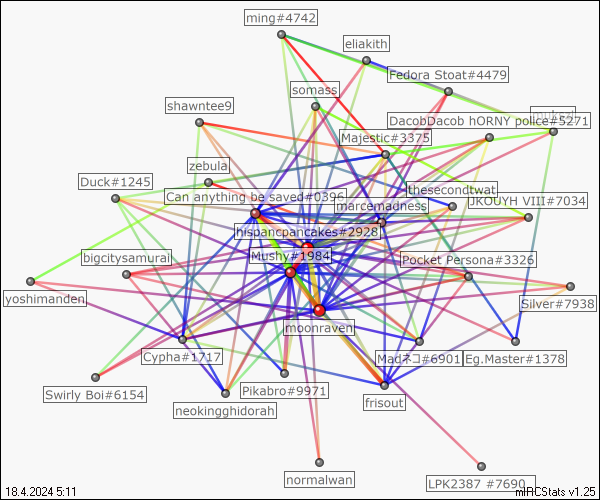 ming#4742
eliakith
Fedora Stoat#4479
somass
shawntee9
DacobDacob hORNY police#5271
Majestic#3375
zebula
Duck#1245
thesecondtwat
Can anything be saved#0396
JKOUYH VIII#7034
marcemadness
hispancpancakes#2928
Mushy#1984
bigcitysamurai
Pocket Persona#3326
yoshimanden
Silver#7938
moonraven
Cypha#1717
Madネコ#6901
Eg.Master#1378
Swirly Boi#6154
Pikabro#9971
frisout
neokingghidorah
normalwan
LPK2387 #7690
18.4.2024 5:11
mIRCStats v1.25